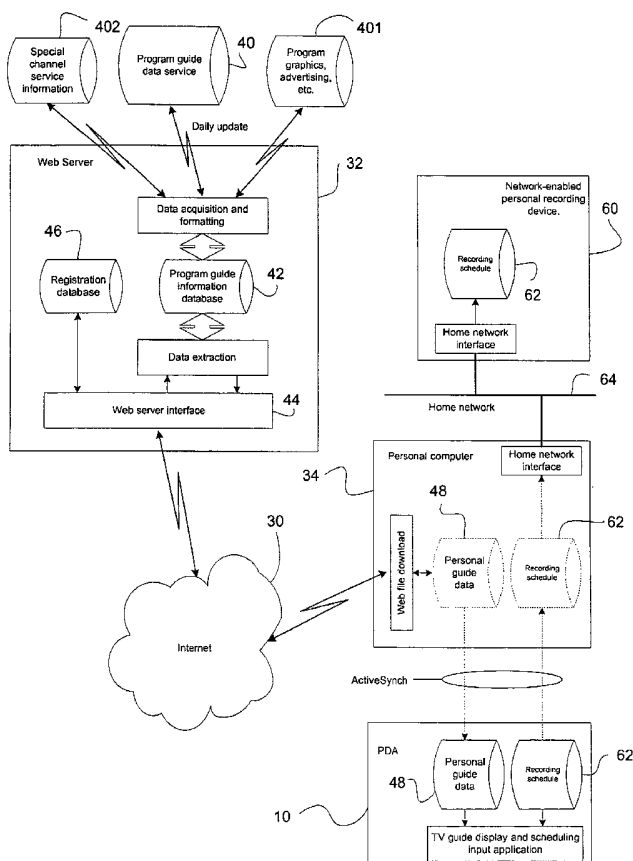 402
40
401
Special
channel
service
information
Program guide
data service
Program
graphics,
advertising,
etc.
Daily update
Web Server
32
Data acquisition and
formatting
46
Registration
database
Program guide
information
database
42
Data extraction
Web server interface
44
Network-enabled
personal recording
device.
60
Recording
schedule
62
Home network
interface
64
Home network
Personal computer
Home network
interface
34
48
62
Web file download
Personal
guide
data
Recording
schedule
30
Internet
ActiveSynch
PDA
62
Personal
guide
data
48
Recording
schedule
10
TV guide display and scheduling
input application